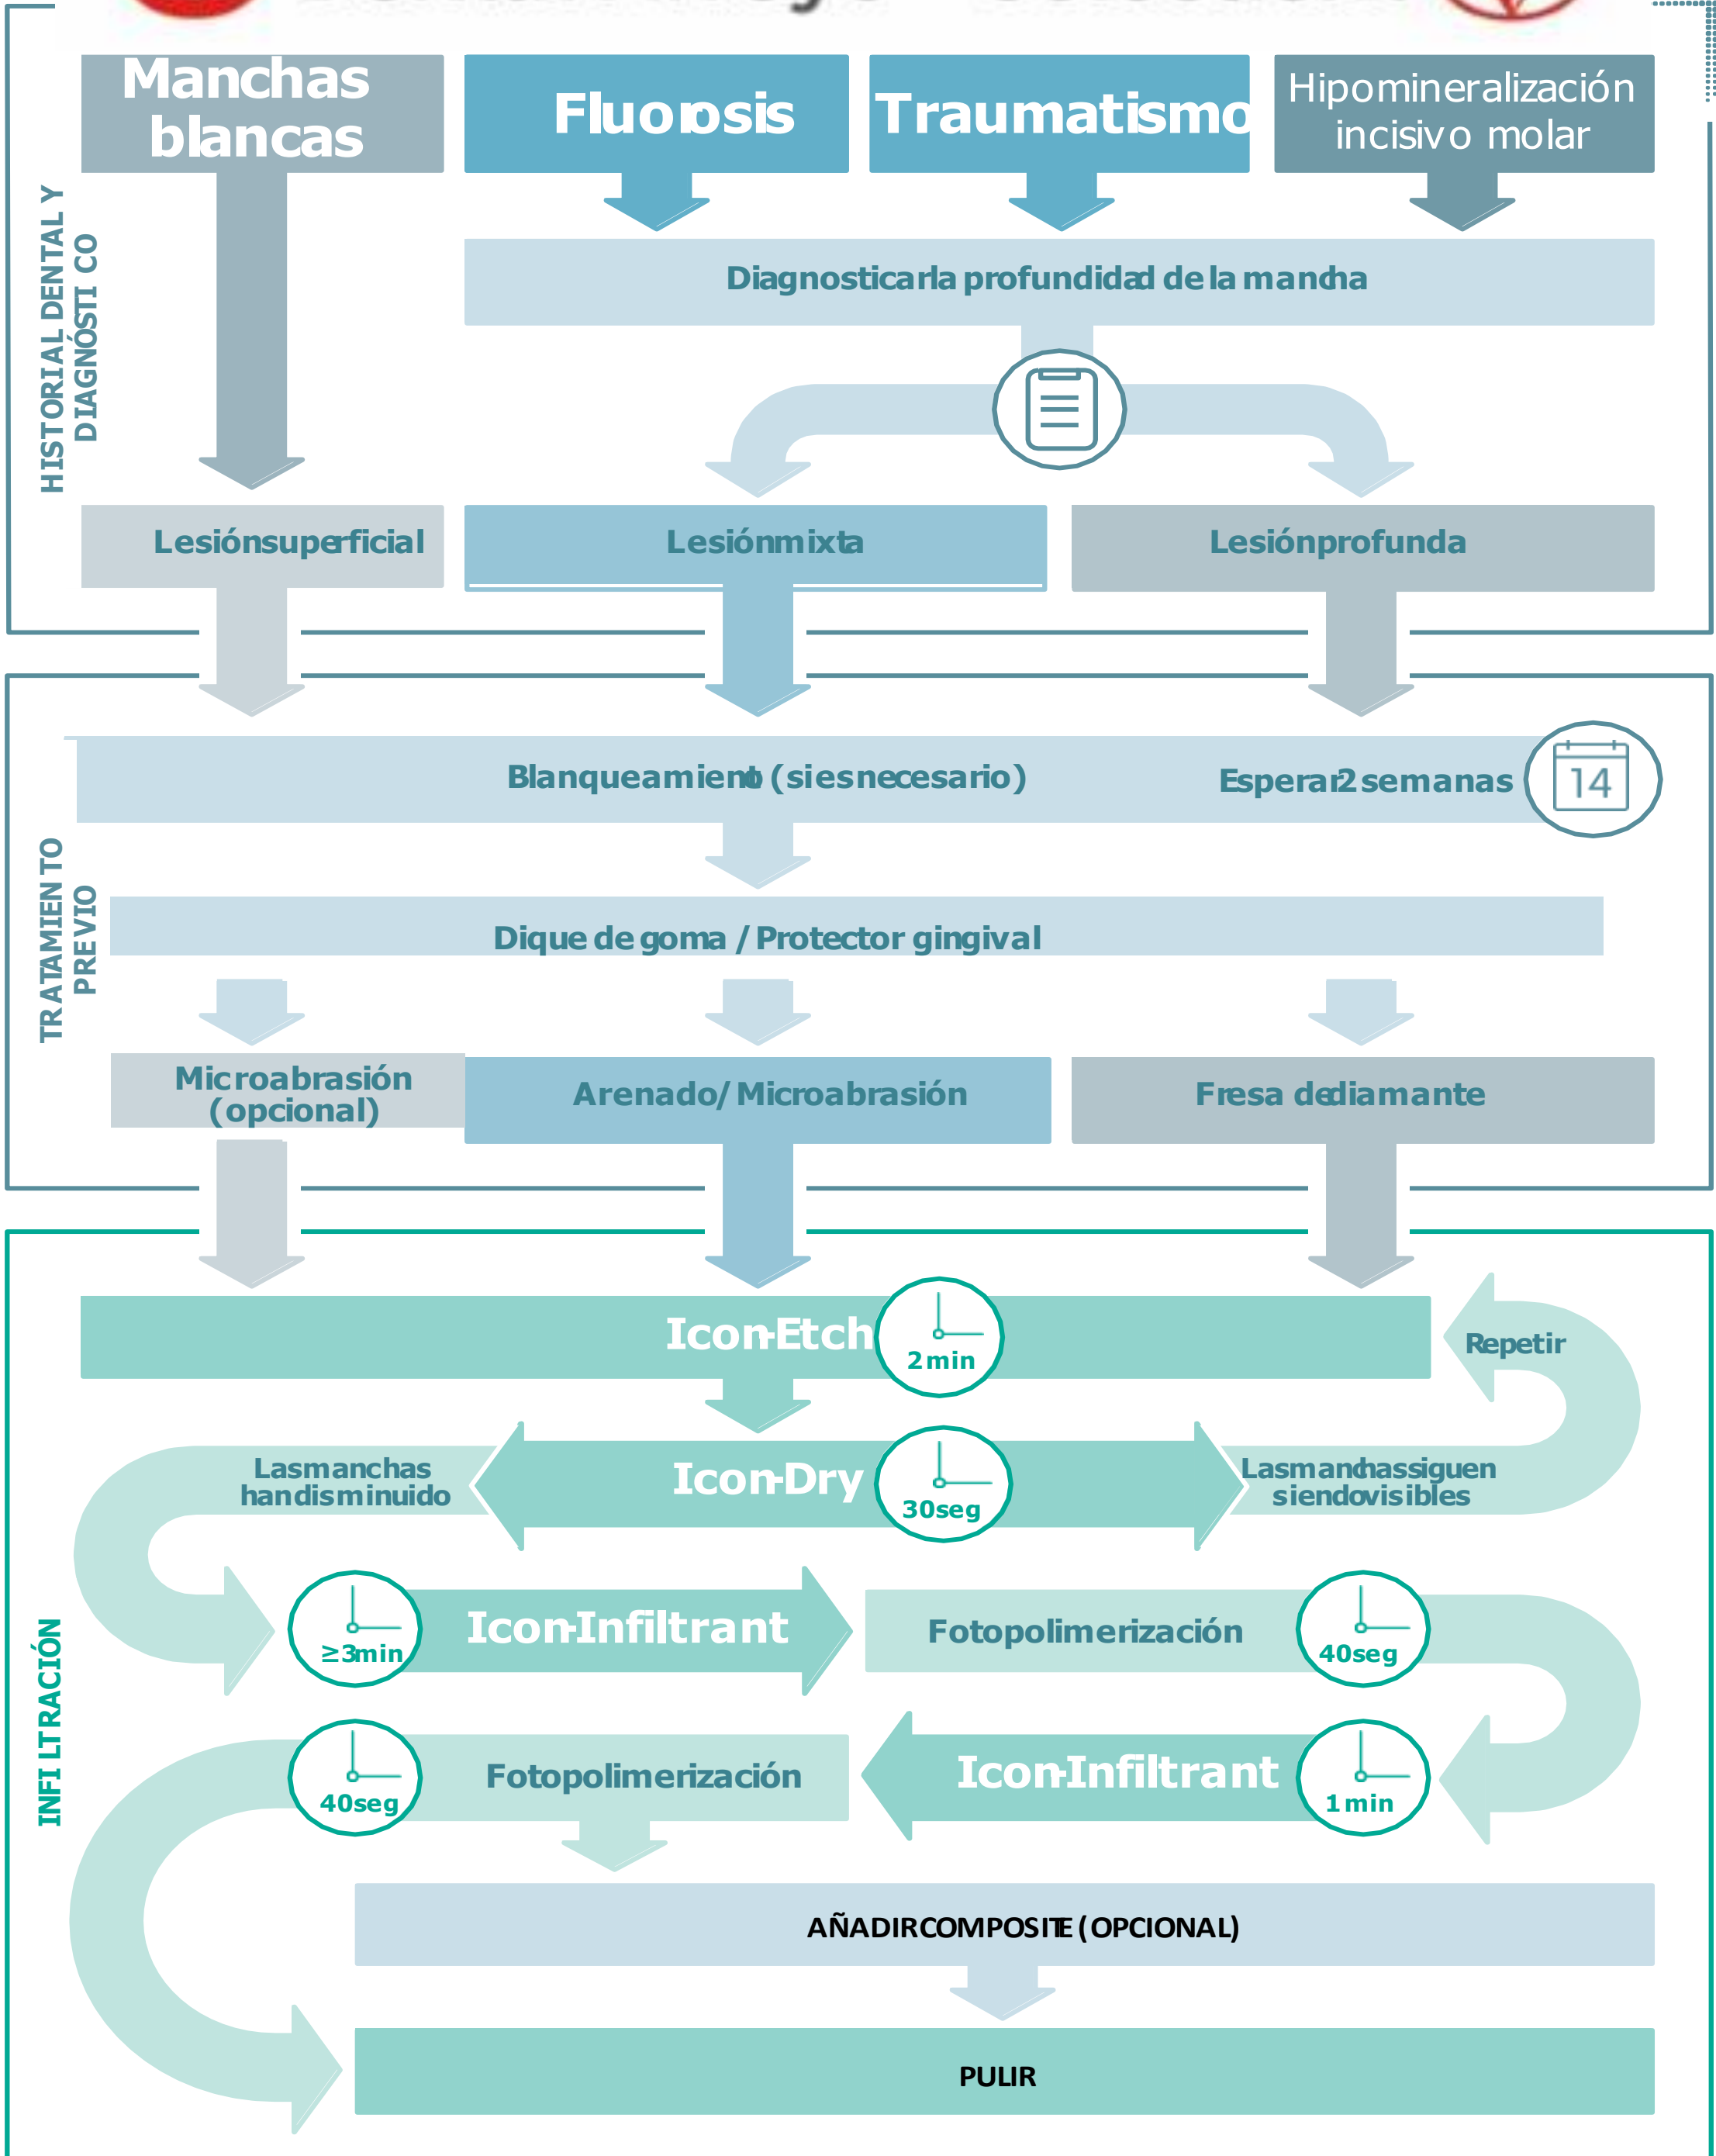 Manchas
blancas
Fluorosis
Traumatismo
Hipomineralización
incisivo molar
HISTORIAL DENTAL Y
DIAGNÓSTICO
Diagnosticar la profundidad de la mancha
Lesión superficial
Lesión mixta
Lesión profunda
TRATAMIENTO
PREVIO
Blanqueamiento (si es necesario)
Esperar 2 semanas
14
Dique de goma / Protector gingival
Microabrasión
(opcional)
Arenado/ Microabrasión
Fresa de diamante
INFILTRACIÓN
Icon-Etch
2 min
Repetir
Las manchas
han disminuido
Icon-Dry
30seg
Las manchas siguen
siendo visibles
≥3min
Icon-Infiltrant
Fotopolimerización
40seg
40seg
Fotopolimerización
Icon-Infiltrant
1 min
AÑADIR COMPOSITE (OPCIONAL)
PULIR